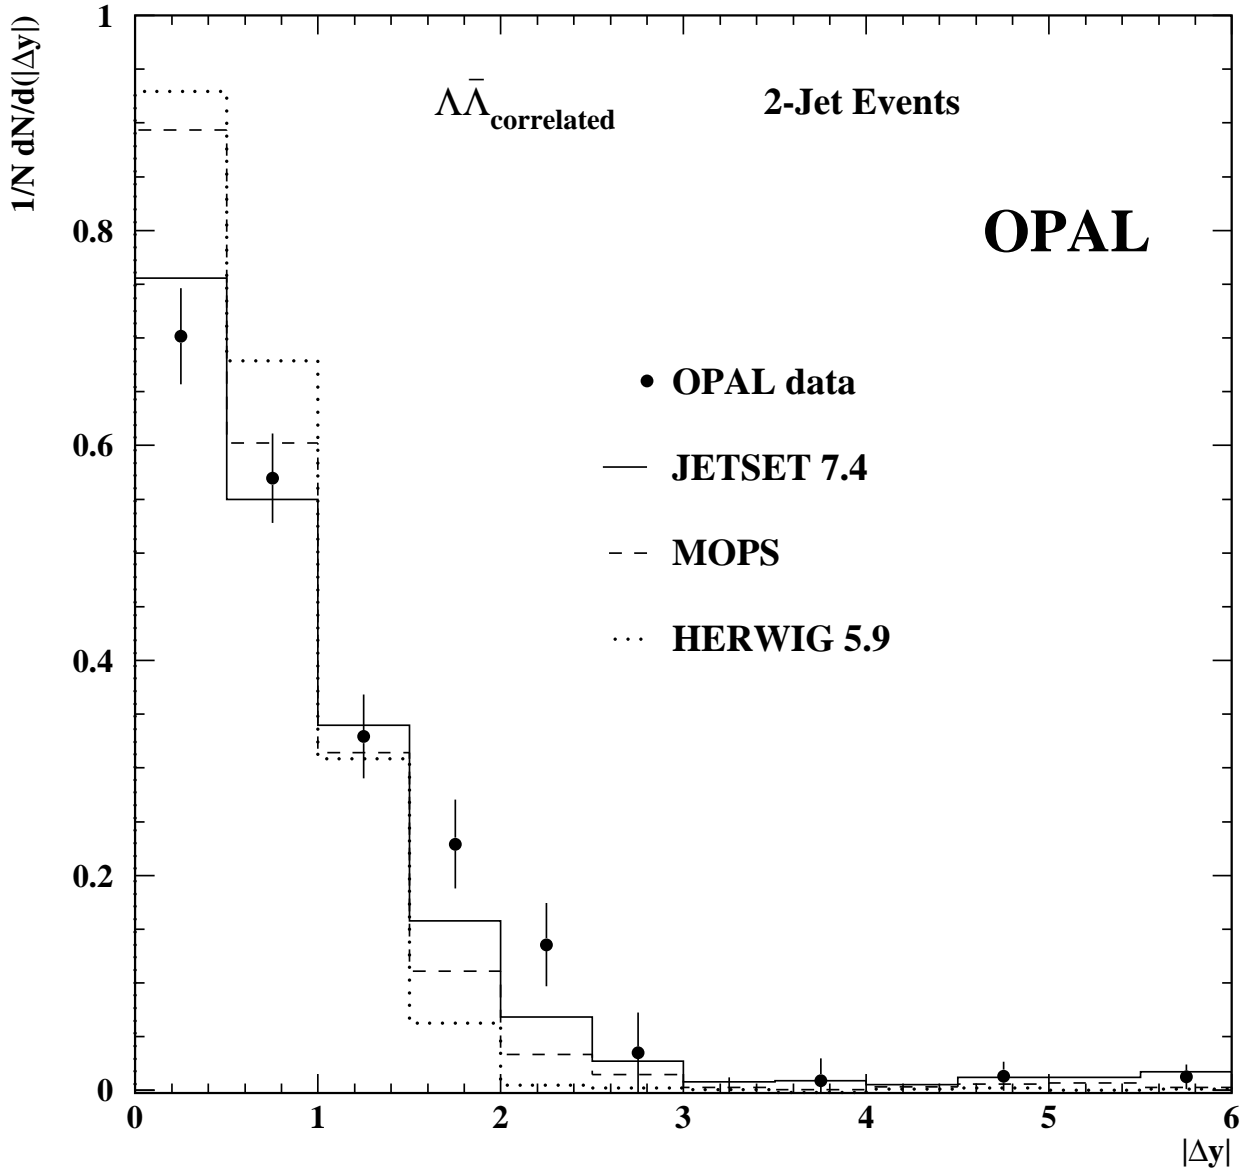 1/N dN/d(|Δy|)
1
0.8
0.6
0.4
0.2
0
ΛΛ̄correlated
2-Jet Events
OPAL
OPAL data
JETSET 7.4
MOPS
HERWIG 5.9
0 1 2 3 4 5 6
|Δy|